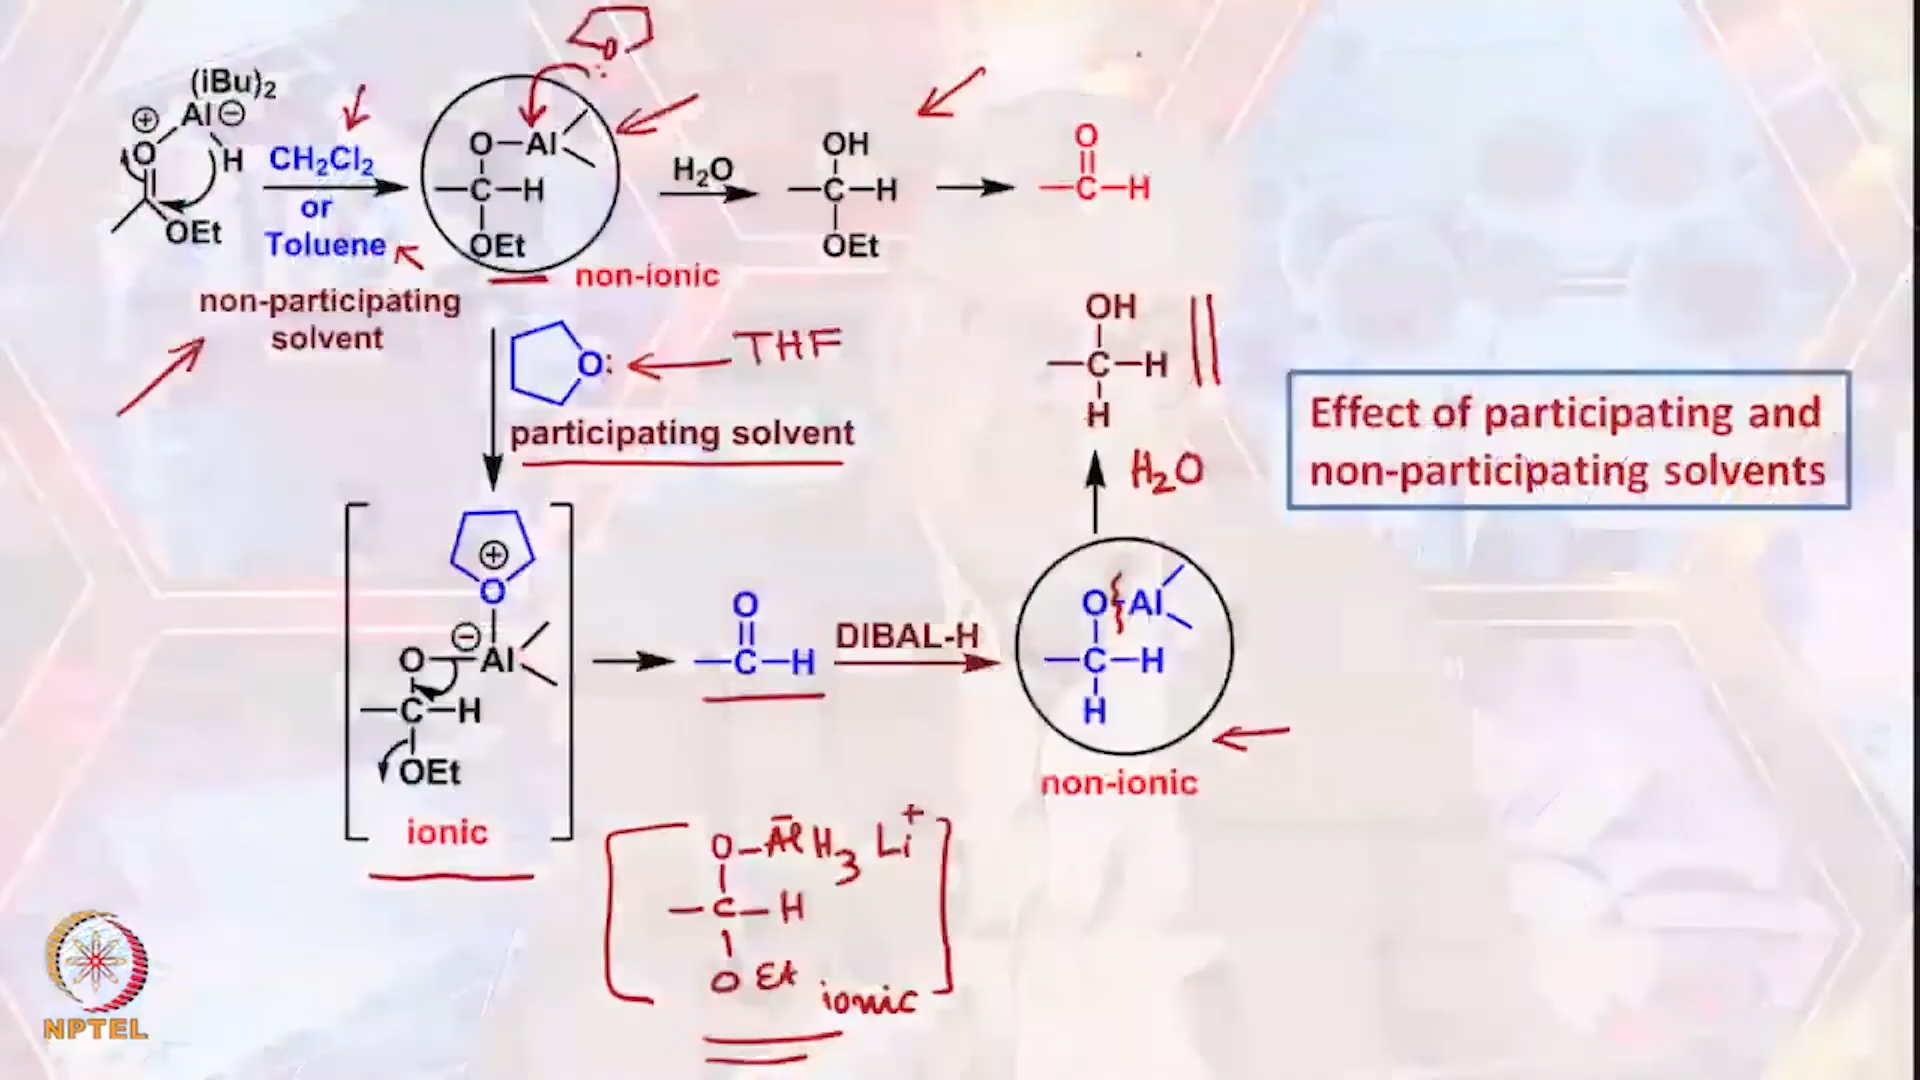 (iBu)₂
⊕ Al ⊖
O H
OEt
CH₂Cl₂
or
Toluene
non-participating
solvent
O
O–Al
–C–H
OEt
non-ionic
H₂O
OH
–C–H
OEt
O
–C–H
O: THF
participating solvent
⊕
O
⊖
O–Al
–C–H
OEt
ionic
O
–C–H
DIBAL-H
O–Al
–C–H
H
non-ionic
H₂O
OH
–C–H
H
Effect of participating and
non-participating solvents
O–A̅lH₃ Li⁺
–C–H
OEt
ionic
NPTEL